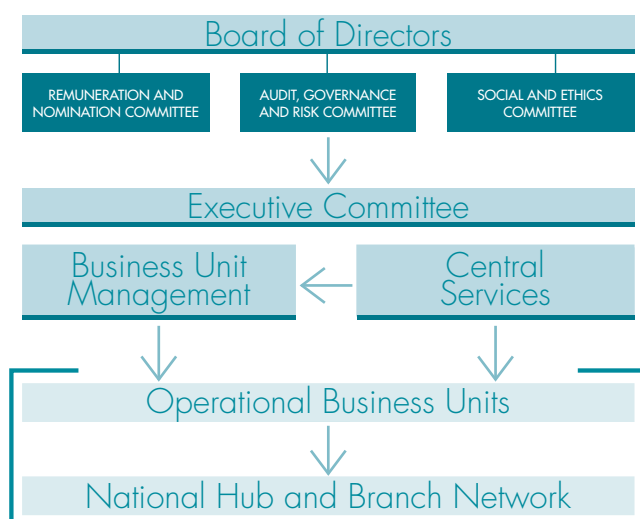 Board of Directors
REMUNERATION AND
NOMINATION COMMITTEE
AUDIT, GOVERNANCE
AND RISK COMMITTEE
SOCIAL AND ETHICS
COMMITTEE
Executive Committee
Business Unit
Management
Central
Services
Operational Business Units
National Hub and Branch Network